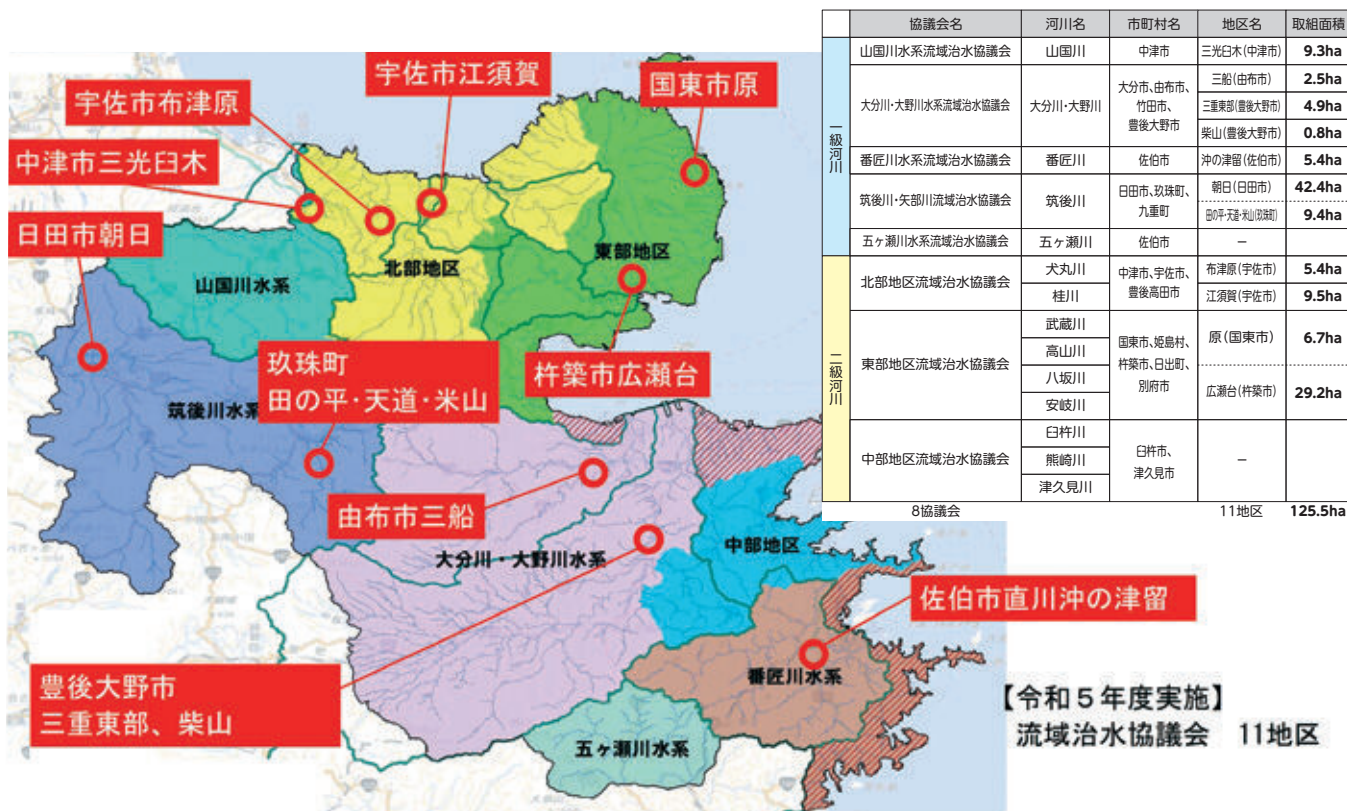 宇佐市江須賀
宇佐市布津原
国東市原
中津市三光臼木
日田市朝日
山国川水系
北部地区
東部地区
玖珠町
田の平・天道・米山
杵築市広瀬台
筑後川水系
由布市三船
大分川・大野川水系
中部地区
佐伯市直川沖の津留
番匠川水系
豊後大野市
三重東部、柴山
五ヶ瀬川水系
【令和5年度実施】
流域治水協議会 11地区
協議会名 河川名 市町村名 地区名 取組面積
一級河川
山国川水系流域治水協議会 山国川 中津市 三光臼木(中津市) 9.3ha
大分川・大野川水系流域治水協議会 大分川・大野川 大分市、由布市、
竹田市、
豊後大野市
三船(由布市) 2.5ha
三重東部(豊後大野市) 4.9ha
柴山(豊後大野市) 0.8ha
番匠川水系流域治水協議会 番匠川 佐伯市 沖の津留(佐伯市) 5.4ha
筑後川・矢部川流域治水協議会 筑後川 日田市、玖珠町、
九重町
朝日(日田市) 42.4ha
田の平・天道・米山(玖珠町) 9.4ha
五ヶ瀬川水系流域治水協議会 五ヶ瀬川 佐伯市 −
二級河川
北部地区流域治水協議会 犬丸川 中津市、宇佐市、
豊後高田市
布津原(宇佐市) 5.4ha
桂川 江須賀(宇佐市) 9.5ha
東部地区流域治水協議会 武蔵川
高山川
八坂川
安岐川
国東市、姫島村、
杵築市、日出町、
別府市
原(国東市) 6.7ha
広瀬台(杵築市) 29.2ha
中部地区流域治水協議会 臼杵川
熊崎川
津久見川
臼杵市、
津久見市
−
8協議会 11地区 125.5ha